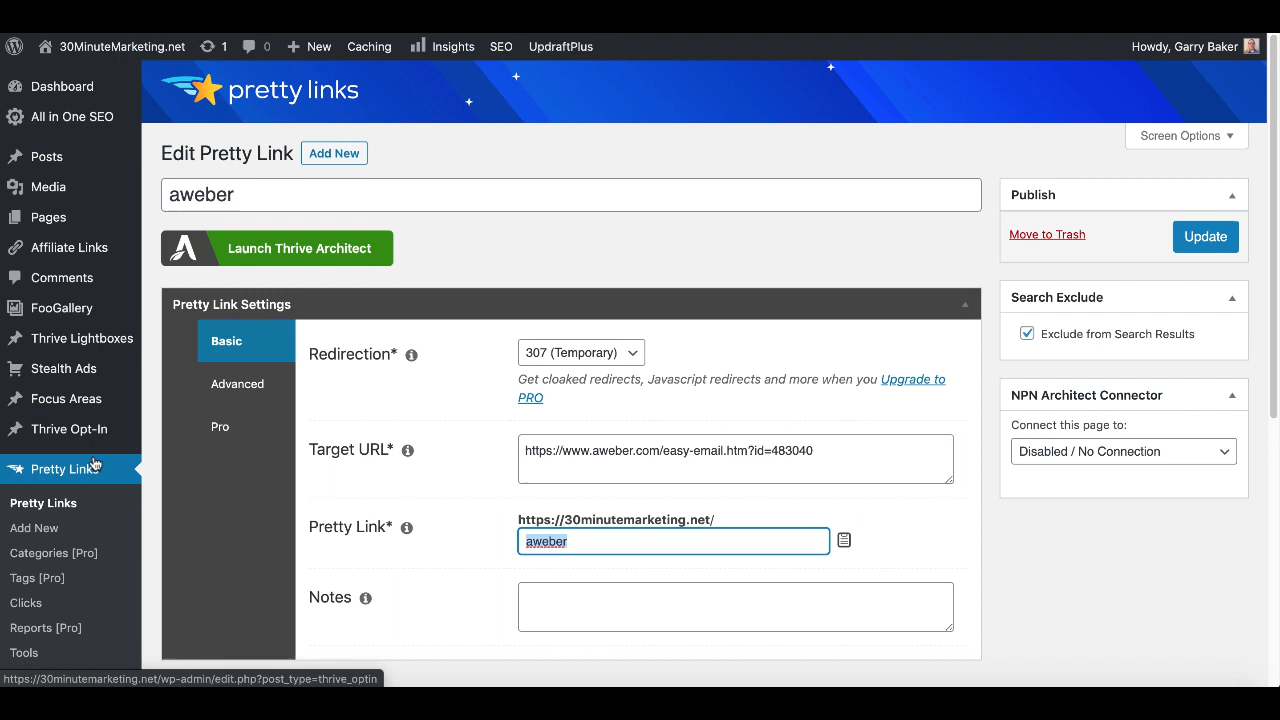 30MinuteMarketing.net 1 0 New Caching Insights SEO UpdraftPlus Howdy, Garry Baker
Dashboard
All in One SEO
Posts
Media
Pages
Affiliate Links
Comments
FooGallery
Thrive Lightboxes
Stealth Ads
Focus Areas
Thrive Opt-In
Pretty Links
Pretty Links
Add New
Categories [Pro]
Tags [Pro]
Clicks
Reports [Pro]
Tools
pretty links
Screen Options
Edit Pretty Link Add New
aweber
Launch Thrive Architect
Pretty Link Settings
Basic
Advanced
Pro
Redirection* 307 (Temporary)
Get cloaked redirects, Javascript redirects and more when you Upgrade to
PRO
Target URL* https://www.aweber.com/easy-email.htm?id=483040
https://30minutemarketing.net/
Pretty Link* aweber
Notes
Publish
Move to Trash Update
Search Exclude
Exclude from Search Results
NPN Architect Connector
Connect this page to:
Disabled / No Connection
https://30minutemarketing.net/wp-admin/edit.php?post_type=thrive_optin